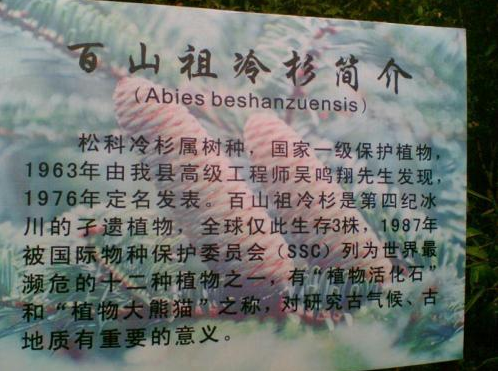 百山祖冷杉简介
（Abies beshanzuensis）
松科冷杉属树种，国家一级保护植物，
1963年由我县高级工程师吴鸣翔先生发现，
1976年定名发表。百山祖冷杉是第四纪冰
川的孑遗植物，全球仅此生存3株，1987年
被国际物种保护委员会（SSC）列为世界最
濒危的十二种植物之一，有“植物活化石”
和“植物大熊猫”之称，对研究古气候、古
地质有重要的意义。